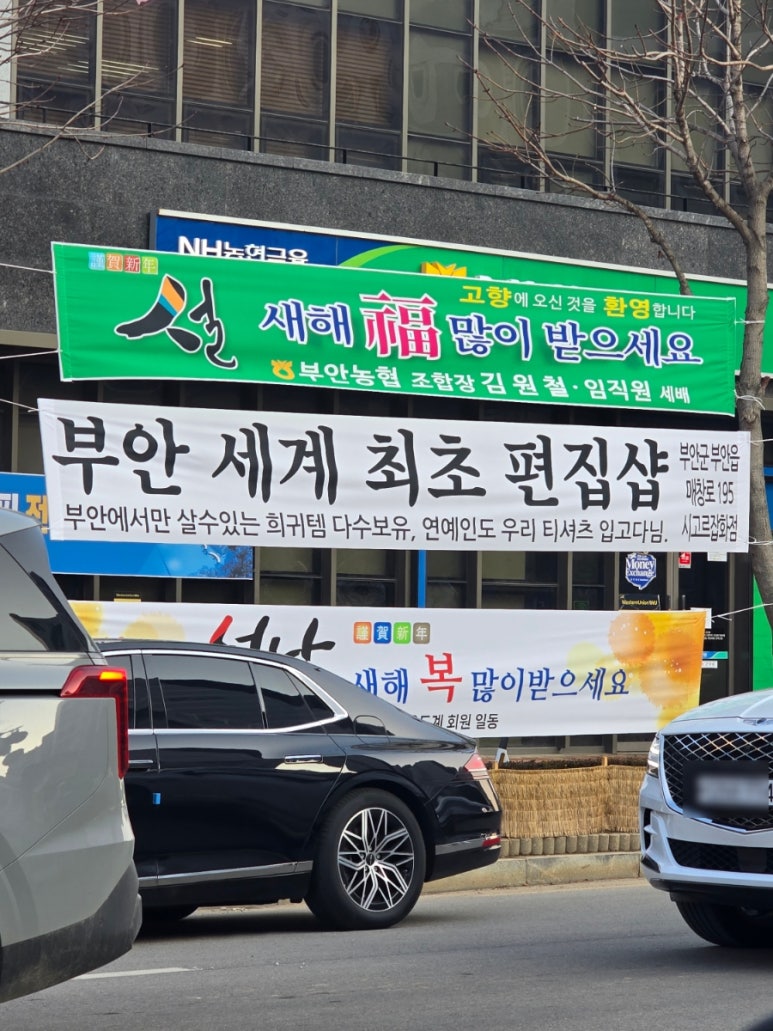 NH농협금융
謹賀新年
설
고향에 오신 것을 환영합니다
새해 福 많이 받으세요
부안농협 조합장 김원철·임직원 세배
부안 세계 최초 편집샵
부안에서만 살수있는 희귀템 다수보유, 연예인도 우리 티셔츠 입고다님.
부안군 부안읍
매창로 195
시고르잡화점
Money
Exchange
謹賀新年
새해 복 많이받으세요
회원 일동